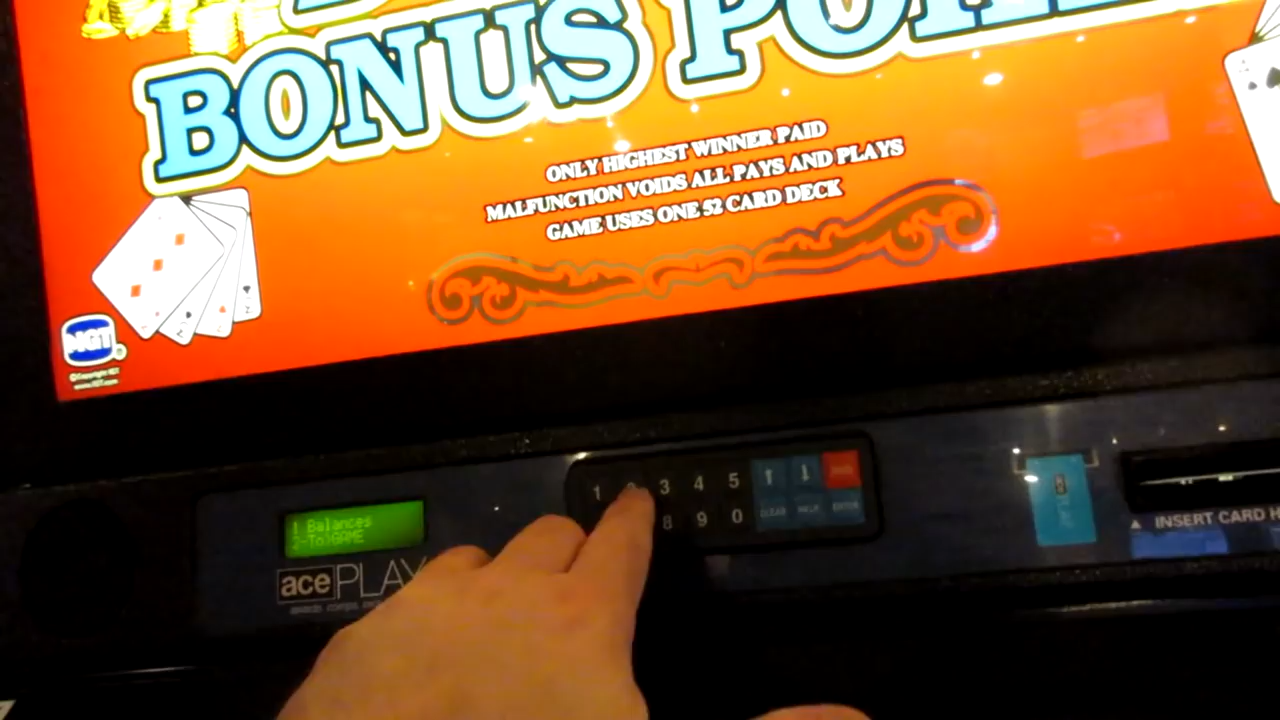 BONUS
ONLY HIGHEST WINNER PAID
MALFUNCTION VOIDS ALL PAYS AND PLAYS
GAME USES ONE 52 CARD DECK
IGT
1 2 3 4 5
8 9 0
CLEAR HELP ENTER
1 Balances
2-To)GAME
acePLAY
INSERT CARD